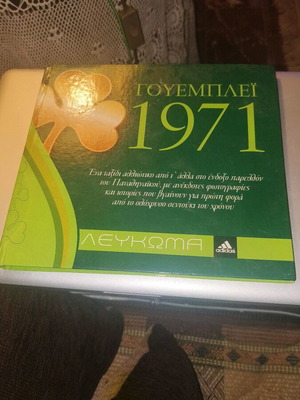 ΓΟΥΕΜΠΛΕΪ
1971
Ένα ταξίδι αλλιώτικο από τ' άλλα στο ένδοξο παρελθόν
του Παναθηναϊκού, με ανέκδοτες φωτογραφίες
και ιστορίες που βγαίνουν για πρώτη φορά
από το ολόχρυσο σεντούκι του χρόνου
ΛΕΥΚΩΜΑ
adidas